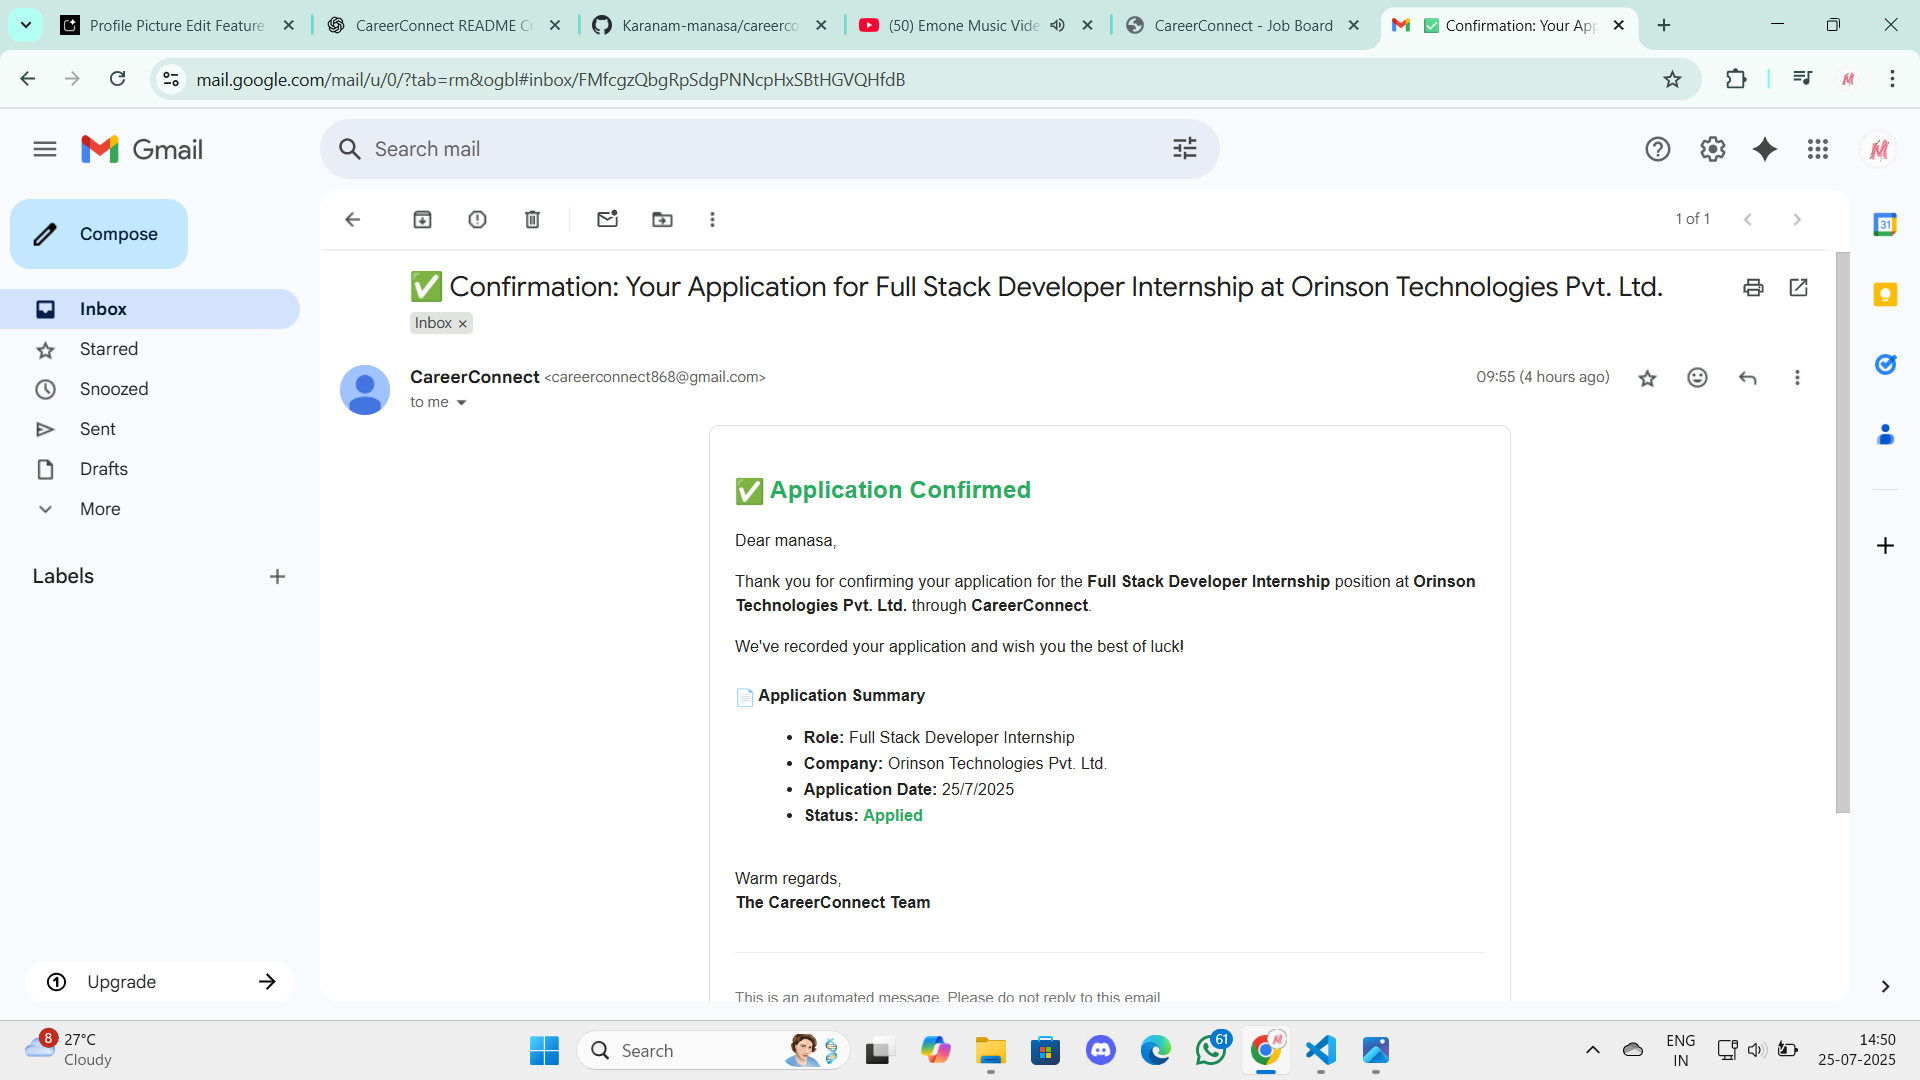 Profile Picture Edit Feature
CareerConnect README Cr
Karanam-manasa/careerco
(50) Emone Music Vide
CareerConnect - Job Board
✅ Confirmation: Your App
mail.google.com/mail/u/0/?tab=rm&ogbl#inbox/FMfcgzQbgRpSdgPNNcpHxSBtHGVQHfdB
Gmail
Search mail
Compose
1 of 1
✅ Confirmation: Your Application for Full Stack Developer Internship at Orinson Technologies Pvt. Ltd.
Inbox x
Inbox
Starred
Snoozed
Sent
Drafts
More
Labels
Upgrade
CareerConnect <careerconnect868@gmail.com>
09:55 (4 hours ago)
to me
✅ Application Confirmed
Dear manasa,
Thank you for confirming your application for the Full Stack Developer Internship position at Orinson
Technologies Pvt. Ltd. through CareerConnect.
We've recorded your application and wish you the best of luck!
📄 Application Summary
• Role: Full Stack Developer Internship
• Company: Orinson Technologies Pvt. Ltd.
• Application Date: 25/7/2025
• Status: Applied
Warm regards,
The CareerConnect Team
This is an automated message. Please do not reply to this email
31
8
27°C
Cloudy
Search
61
ENG
IN
14:50
25-07-2025